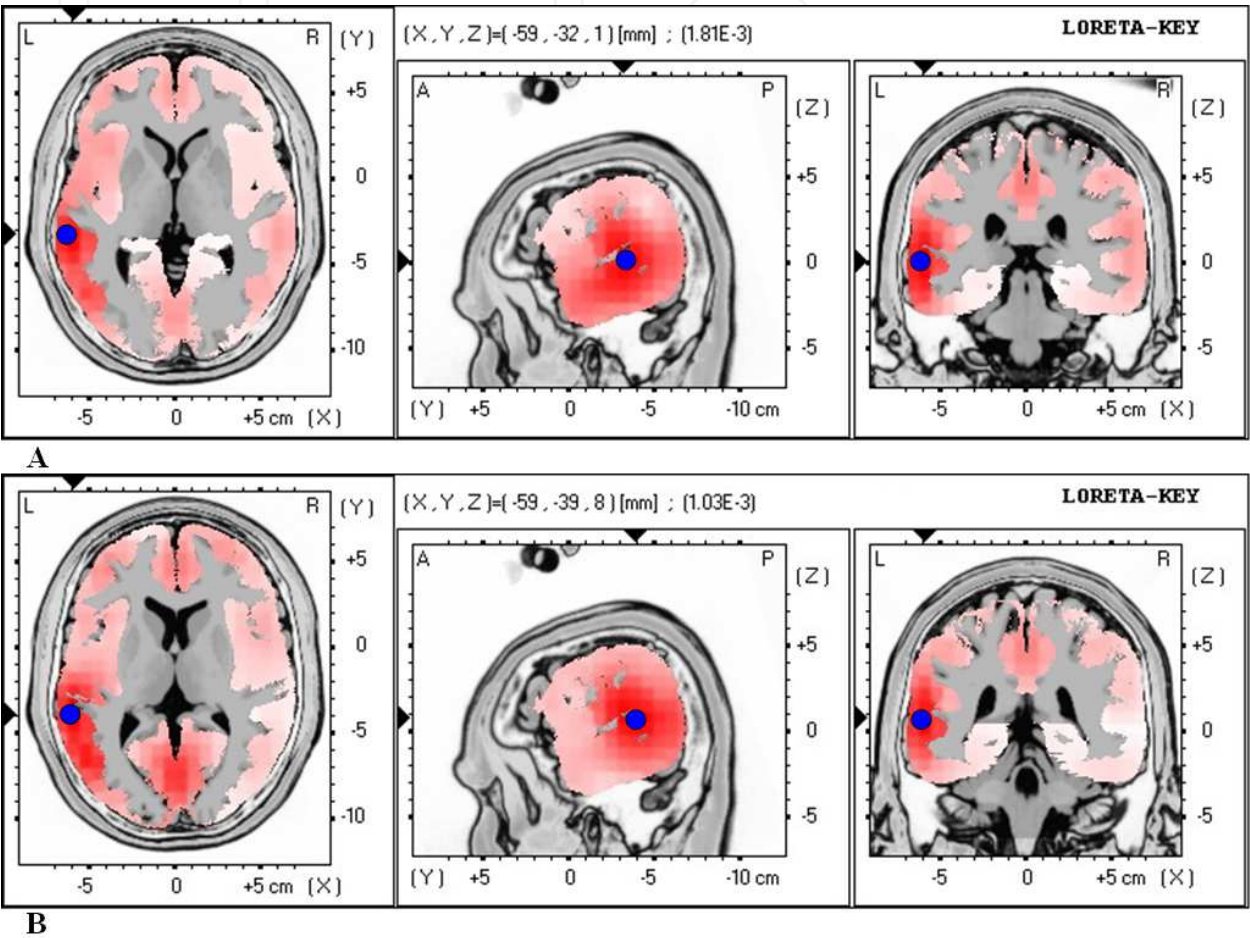 (X,Y,Z)=(-59,-32,1)[mm] ; (1.81E-3)
LORETA-KEY
L R (Y)
+5
0
-5
-10
-5 0 +5 cm (X)
A P (Z)
+5
0
-5
(Y) +5 0 -5 -10 cm
L R (Z)
+5
0
-5
-5 0 +5 cm (X)
A
(X,Y,Z)=(-59,-39,8)[mm] ; (1.03E-3)
LORETA-KEY
L R (Y)
+5
0
-5
-10
-5 0 +5 cm (X)
A P (Z)
+5
0
-5
(Y) +5 0 -5 -10 cm
L R (Z)
+5
0
-5
-5 0 +5 cm (X)
B